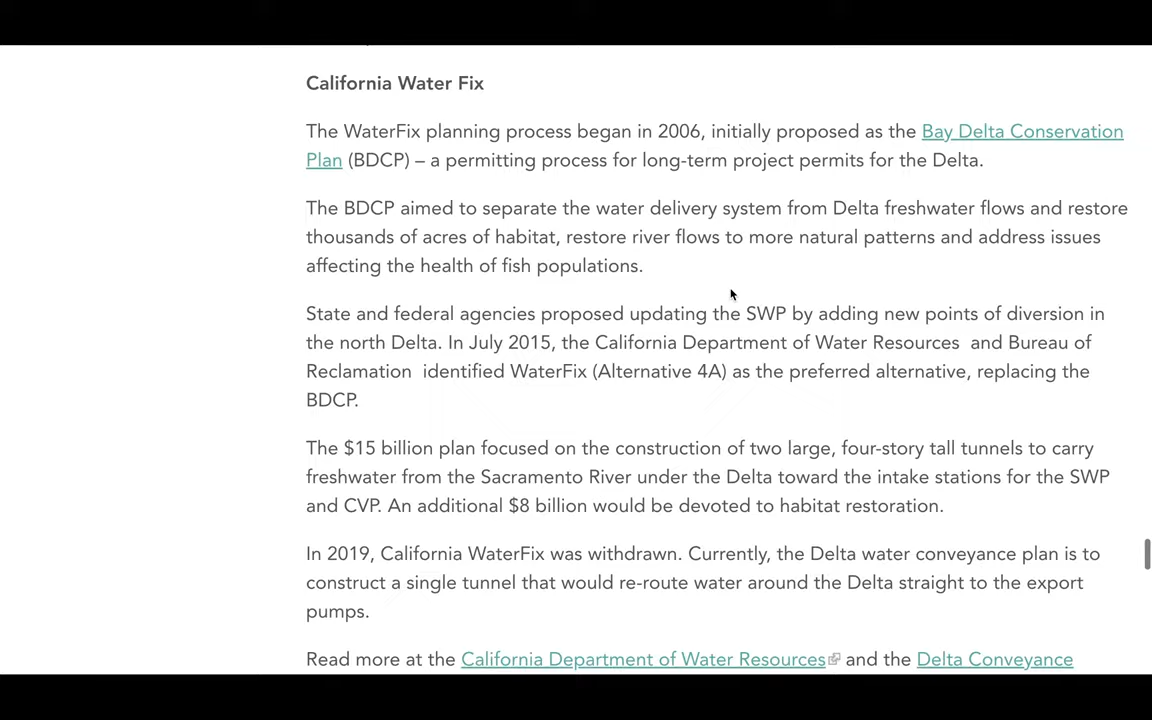 California Water Fix
The WaterFix planning process began in 2006, initially proposed as the Bay Delta Conservation
Plan (BDCP) – a permitting process for long-term project permits for the Delta.
The BDCP aimed to separate the water delivery system from Delta freshwater flows and restore
thousands of acres of habitat, restore river flows to more natural patterns and address issues
affecting the health of fish populations.
State and federal agencies proposed updating the SWP by adding new points of diversion in
the north Delta. In July 2015, the California Department of Water Resources  and Bureau of
Reclamation  identified WaterFix (Alternative 4A) as the preferred alternative, replacing the
BDCP.
The $15 billion plan focused on the construction of two large, four-story tall tunnels to carry
freshwater from the Sacramento River under the Delta toward the intake stations for the SWP
and CVP. An additional $8 billion would be devoted to habitat restoration.
In 2019, California WaterFix was withdrawn. Currently, the Delta water conveyance plan is to
construct a single tunnel that would re-route water around the Delta straight to the export
pumps.
Read more at the California Department of Water Resources and the Delta Conveyance